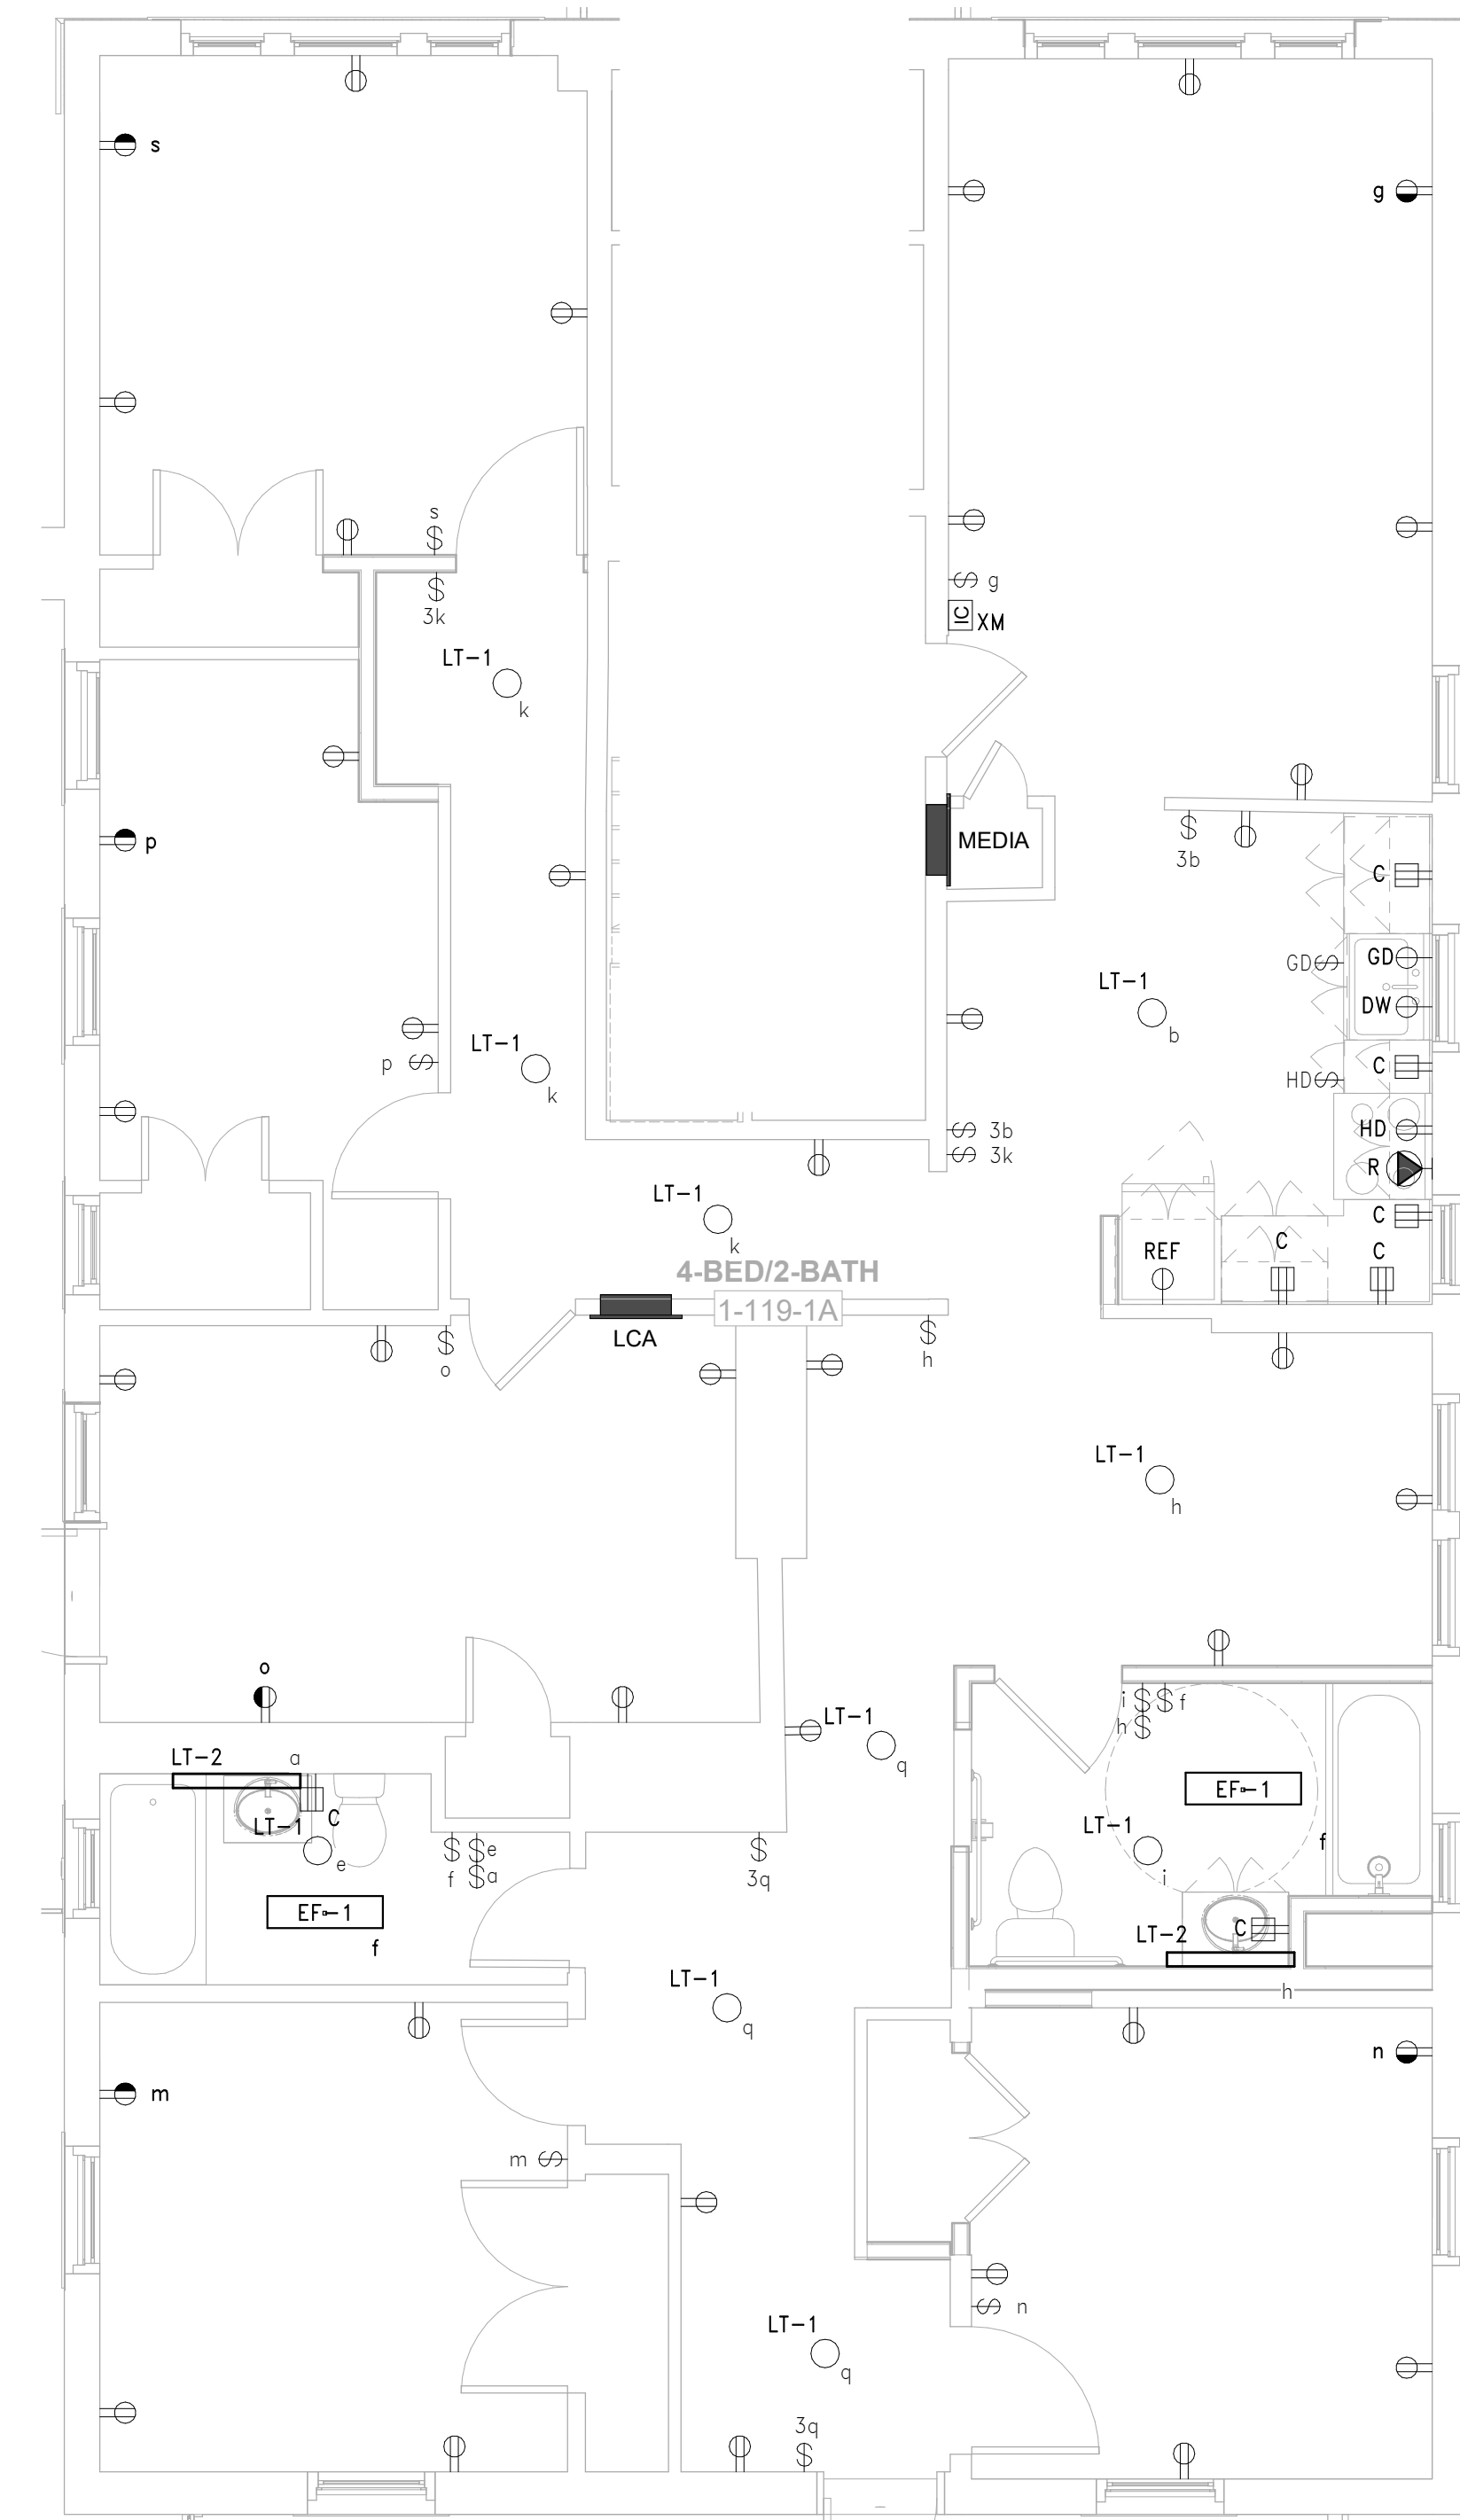 s
g
s
$
3k
$
$ g
IC XM
LT-1
k
p
MEDIA
$
3b
C
LT-1
b
GD$ GD
DW
p $
LT-1
k
HD$ C
$ 3b
$ 3k
HD
R
LT-1
k
C
REF
C
C
4-BED/2-BATH
1-119-1A
LCA
$
o
$
h
LT-1
h
o
i $ $ f
h $
LT-1
q
LT-2
a
C
LT-1
e
EF-1
f
$ $ e
f $ a
$
3q
EF-1
LT-1
i
f
C
LT-2
h
LT-1
q
m
n
m $
$ n
LT-1
q
3q
$